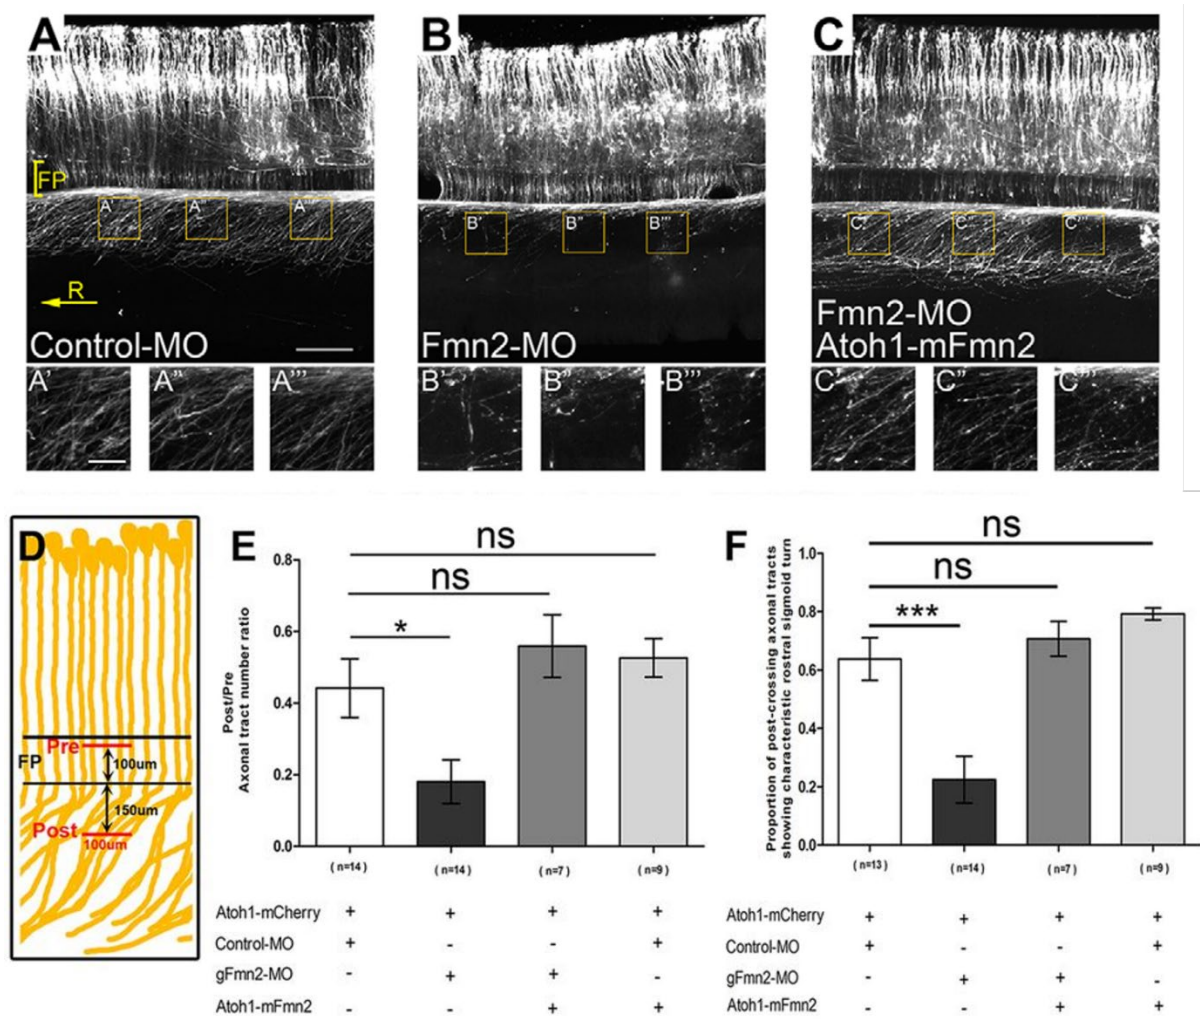 A
B
C
FP
A'
A''
A'''
B'
B''
B'''
C'
C''
C'''
R
Control-MO
Fmn2-MO
Fmn2-MO
Atoh1-mFmn2
A'
A''
A'''
B'
B''
B'''
C'
C''
C'''
D
Pre
FP
100um
150um
Post
100um
E
ns
ns
*
Post/Pre
Axonal tract number ratio
0.8
0.6
0.4
0.2
0.0
( n=14) ( n=14) ( n=7 ) ( n=9 )
Atoh1-mCherry + + + +
Control-MO + - - +
gFmn2-MO - + + -
Atoh1-mFmn2 - - + +
F
ns
ns
***
Proportion of post-crossing axonal tracts
showing characteristic rostral sigmoid turn
1.0
0.8
0.6
0.4
0.2
0.0
( n=13) ( n=14) ( n=7 ) ( n=9 )
Atoh1-mCherry + + + +
Control-MO + - - +
gFmn2-MO - + + -
Atoh1-mFmn2 - - + +